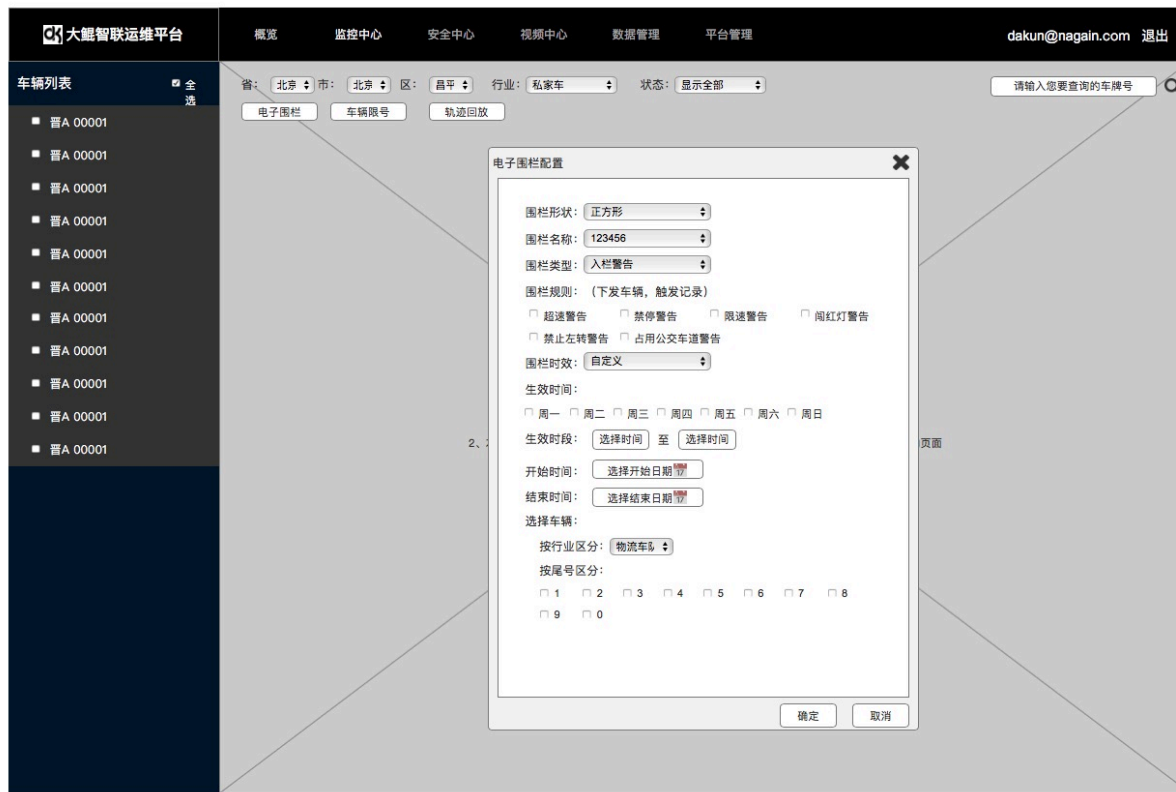 大鲲智联运维平台 概览 监控中心 安全中心 视频中心 数据管理 平台管理 dakun@nagain.com 退出
车辆列表 全选
省： 北京 市： 北京 区： 昌平 行业： 私家车 状态： 显示全部 请输入您要查询的车牌号
电子围栏 车辆限号 轨迹回放
晋A 00001
晋A 00001
晋A 00001
晋A 00001
晋A 00001
晋A 00001
晋A 00001
晋A 00001
晋A 00001
晋A 00001
晋A 00001
电子围栏配置
围栏形状： 正方形
围栏名称： 123456
围栏类型： 入栏警告
围栏规则： （下发车辆，触发记录）
超速警告 禁停警告 限速警告 闯红灯警告
禁止左转警告 占用公交车道警告
围栏时效： 自定义
生效时间：
周一 周二 周三 周四 周五 周六 周日
2、 页面
生效时段： 选择时间 至 选择时间
开始时间： 选择开始日期 17
结束时间： 选择结束日期 17
选择车辆：
按行业区分： 物流车队
按尾号区分：
1 2 3 4 5 6 7 8
9 0
确定 取消